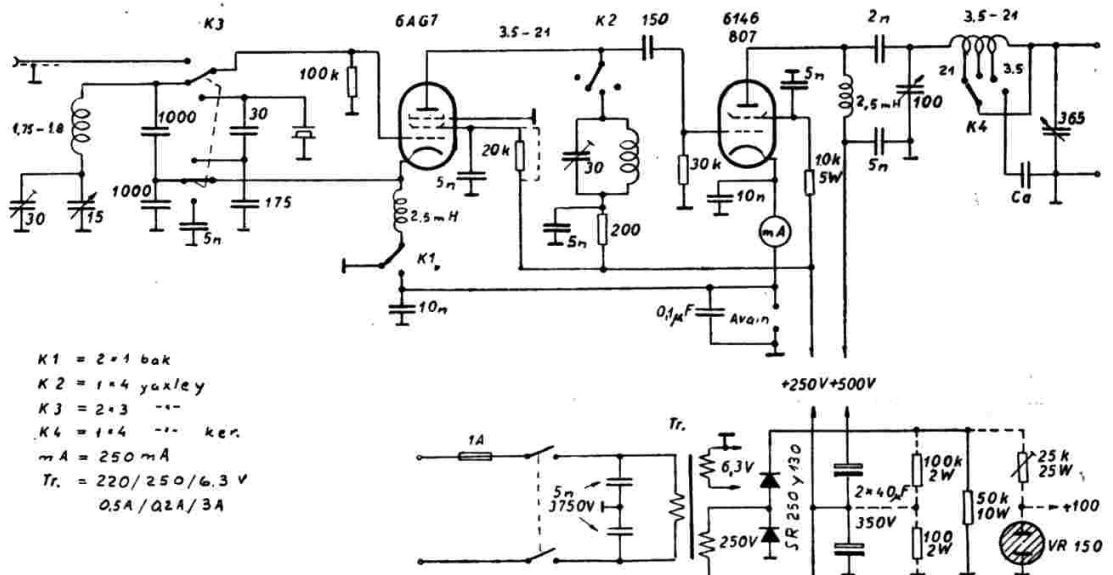 K3
6AG7
3.5-21
K2
150
6146
807
2n
3.5-21
100k
1,75-1.8
1000
30
20k
5n
30
30k
5n
2,5mH
100
21
3.5
K4
365
10k
5W
5n
10n
Ca
1000
30
15
5n
175
2,5mH
K1
5n
200
mA
10n
0,1µF
Avain
K1 = 2*1 bak
K2 = 1*4 yaxley
K3 = 2*3 -"-
K4 = 1*4 -"- ker.
mA = 250 mA
Tr. = 220/250/6.3 V
0.5A/0.2A/3A
+250V +500V
1A
Tr.
6,3V
5n
3750V
250V
SR 250 y 130
2*40µF
350V
100k
2W
100
2W
50k
10W
25k
25W
+100
VR 150